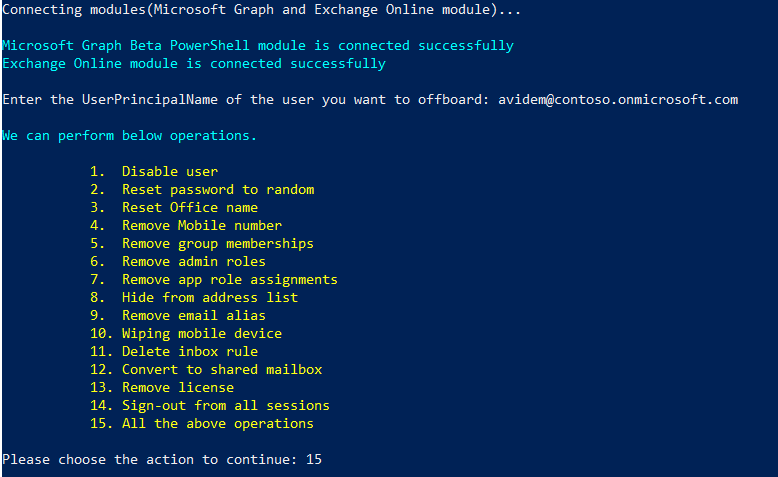 Connecting modules(Microsoft Graph and Exchange Online module)...
Microsoft Graph Beta PowerShell module is connected successfully
Exchange Online module is connected successfully
Enter the UserPrincipalName of the user you want to offboard: avidem@contoso.onmicrosoft.com
We can perform below operations.
1. Disable user
2. Reset password to random
3. Reset Office name
4. Remove Mobile number
5. Remove group memberships
6. Remove admin roles
7. Remove app role assignments
8. Hide from address list
9. Remove email alias
10. Wiping mobile device
11. Delete inbox rule
12. Convert to shared mailbox
13. Remove license
14. Sign-out from all sessions
15. All the above operations
Please choose the action to continue: 15